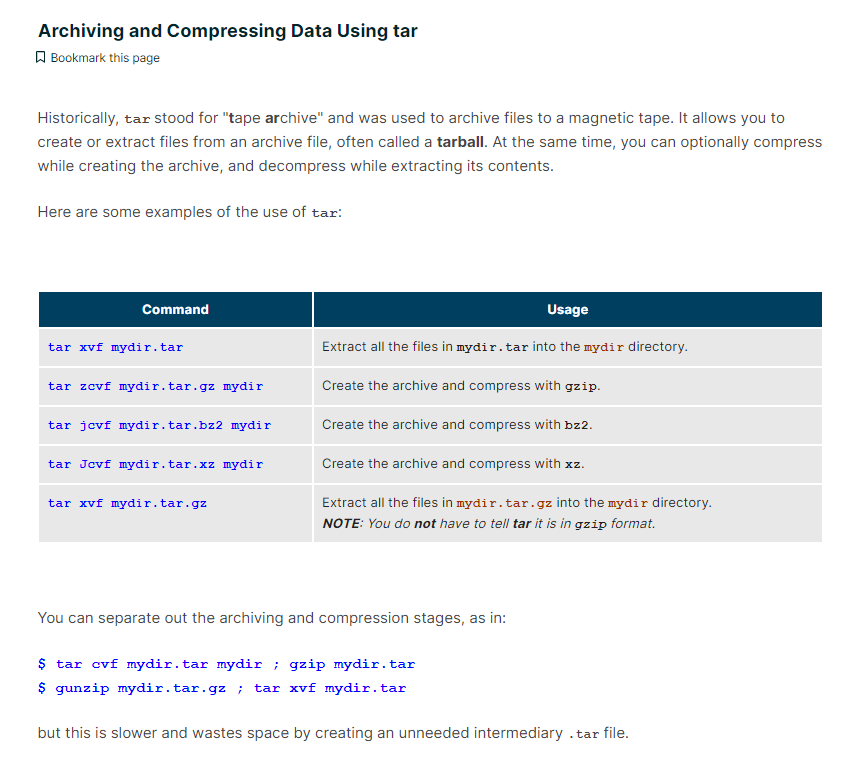 Archiving and Compressing Data Using tar
Bookmark this page
Historically, tar stood for "tape archive" and was used to archive files to a magnetic tape. It allows you to
create or extract files from an archive file, often called a tarball. At the same time, you can optionally compress
while creating the archive, and decompress while extracting its contents.
Here are some examples of the use of tar:
Command Usage
tar xvf mydir.tar Extract all the files in mydir.tar into the mydir directory.
tar zcvf mydir.tar.gz mydir Create the archive and compress with gzip.
tar jcvf mydir.tar.bz2 mydir Create the archive and compress with bz2.
tar Jcvf mydir.tar.xz mydir Create the archive and compress with xz.
tar xvf mydir.tar.gz Extract all the files in mydir.tar.gz into the mydir directory.
NOTE: You do not have to tell tar it is in gzip format.
You can separate out the archiving and compression stages, as in:
$ tar cvf mydir.tar mydir ; gzip mydir.tar
$ gunzip mydir.tar.gz ; tar xvf mydir.tar
but this is slower and wastes space by creating an unneeded intermediary .tar file.